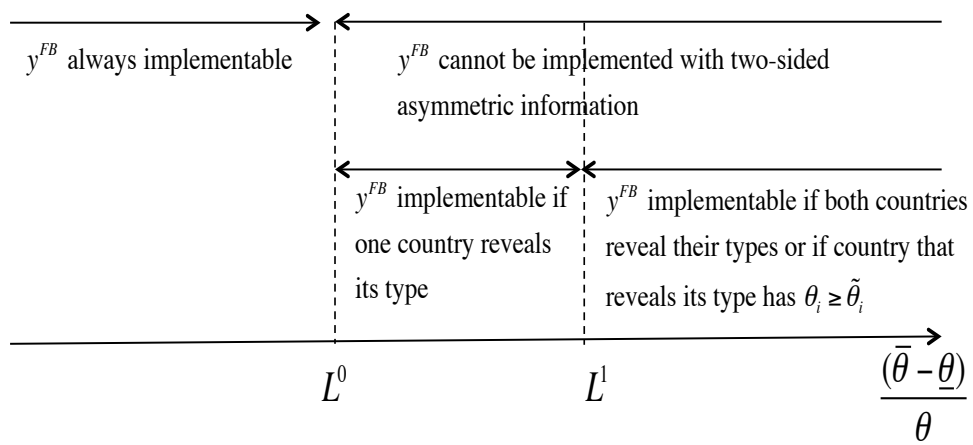 y^{FB} always implementable
y^{FB} cannot be implemented with two-sided
asymmetric information
y^{FB} implementable if
one country reveals
its type
y^{FB} implementable if both countries
reveal their types or if country that
reveals its type has θ_i ≥ θ̃_i
L^0
L^1
(θ̅ − θ̲)
θ